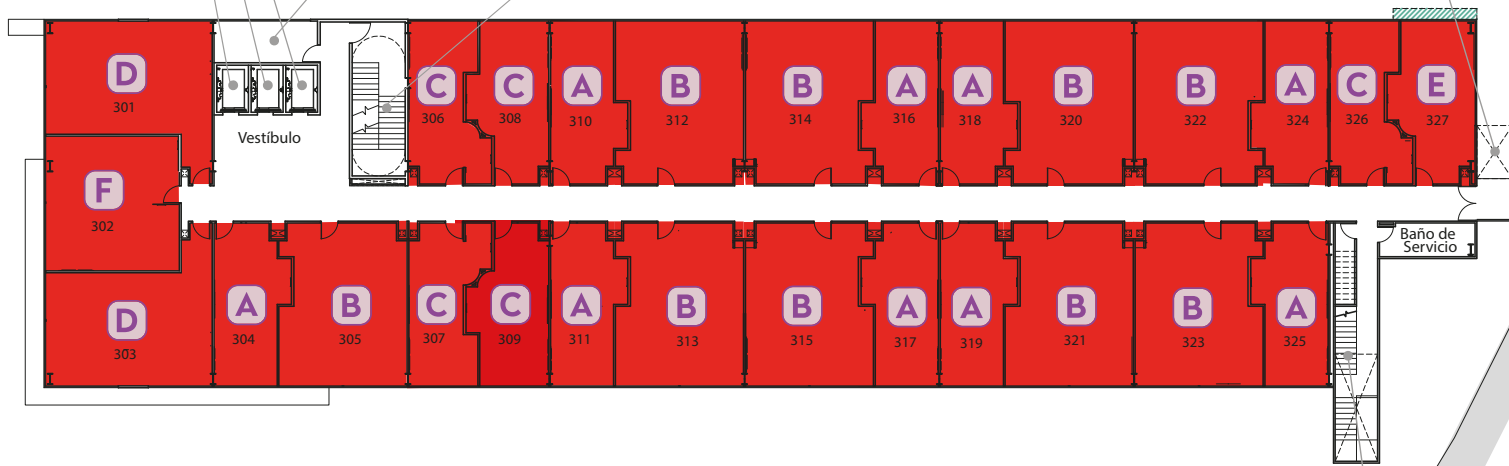 D
301
C
306
C
308
A
310
B
312
B
314
A
316
A
318
B
320
B
322
A
324
C
326
E
327
Vestíbulo
F
302
Baño de
Servicio
D
303
A
304
B
305
C
307
C
309
A
311
B
313
B
315
A
317
A
319
B
321
B
323
A
325